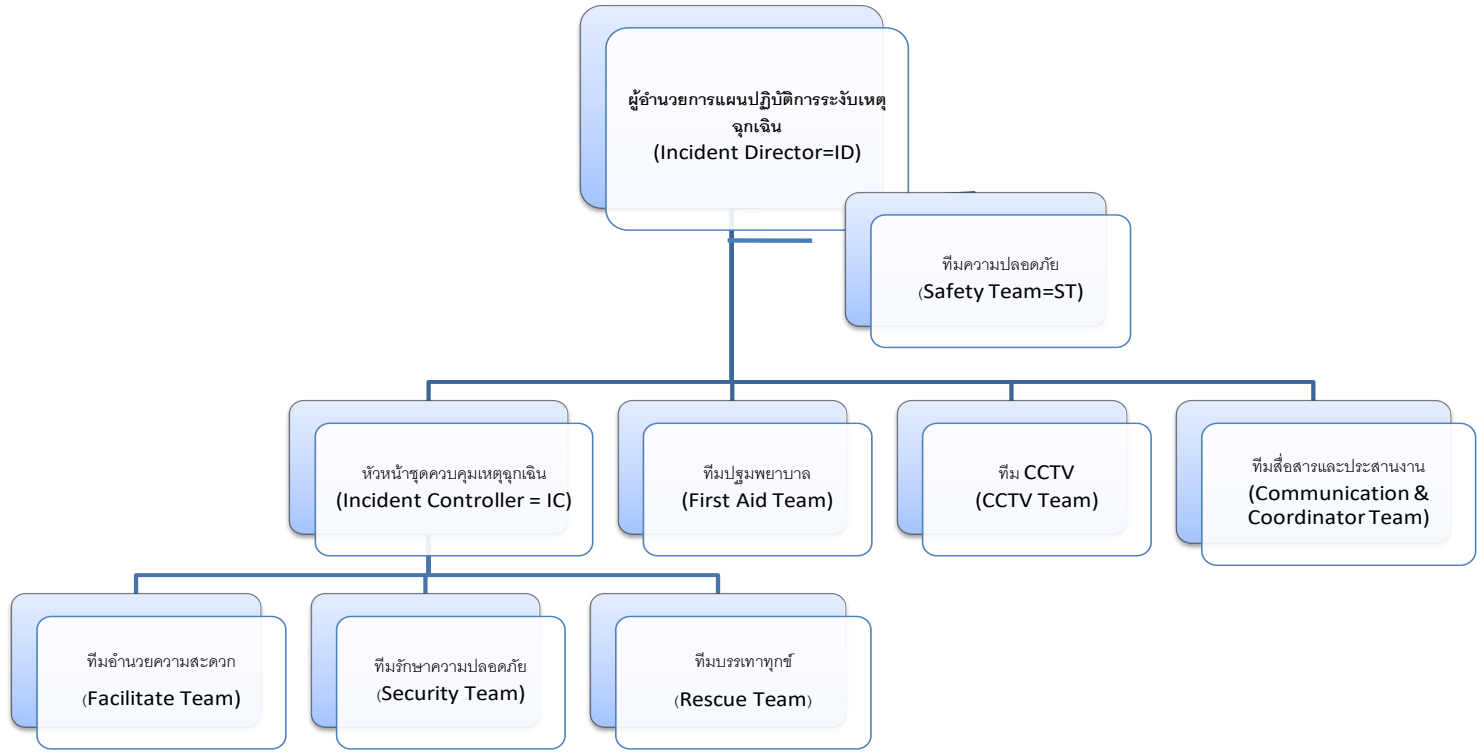 ผู้อำนวยการแผนปฏิบัติการระงับเหตุ
ฉุกเฉิน
(Incident Director=ID)
ทีมความปลอดภัย
(Safety Team=ST)
หัวหน้าชุดควบคุมเหตุฉุกเฉิน
(Incident Controller = IC)
ทีมปฐมพยาบาล
(First Aid Team)
ทีม CCTV
(CCTV Team)
ทีมสื่อสารและประสานงาน
(Communication &
Coordinator Team)
ทีมอำนวยความสะดวก
(Facilitate Team)
ทีมรักษาความปลอดภัย
(Security Team)
ทีมบรรเทาทุกข์
(Rescue Team)